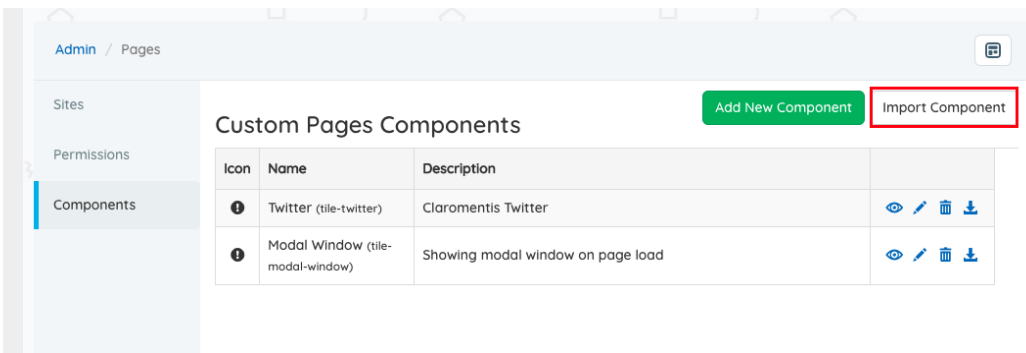 Admin / Pages
Sites
Permissions
Components
Add New Component
Import Component
Custom Pages Components
Icon Name Description
Twitter (tile-twitter) Claromentis Twitter
Modal Window (tile-
modal-window) Showing modal window on page load